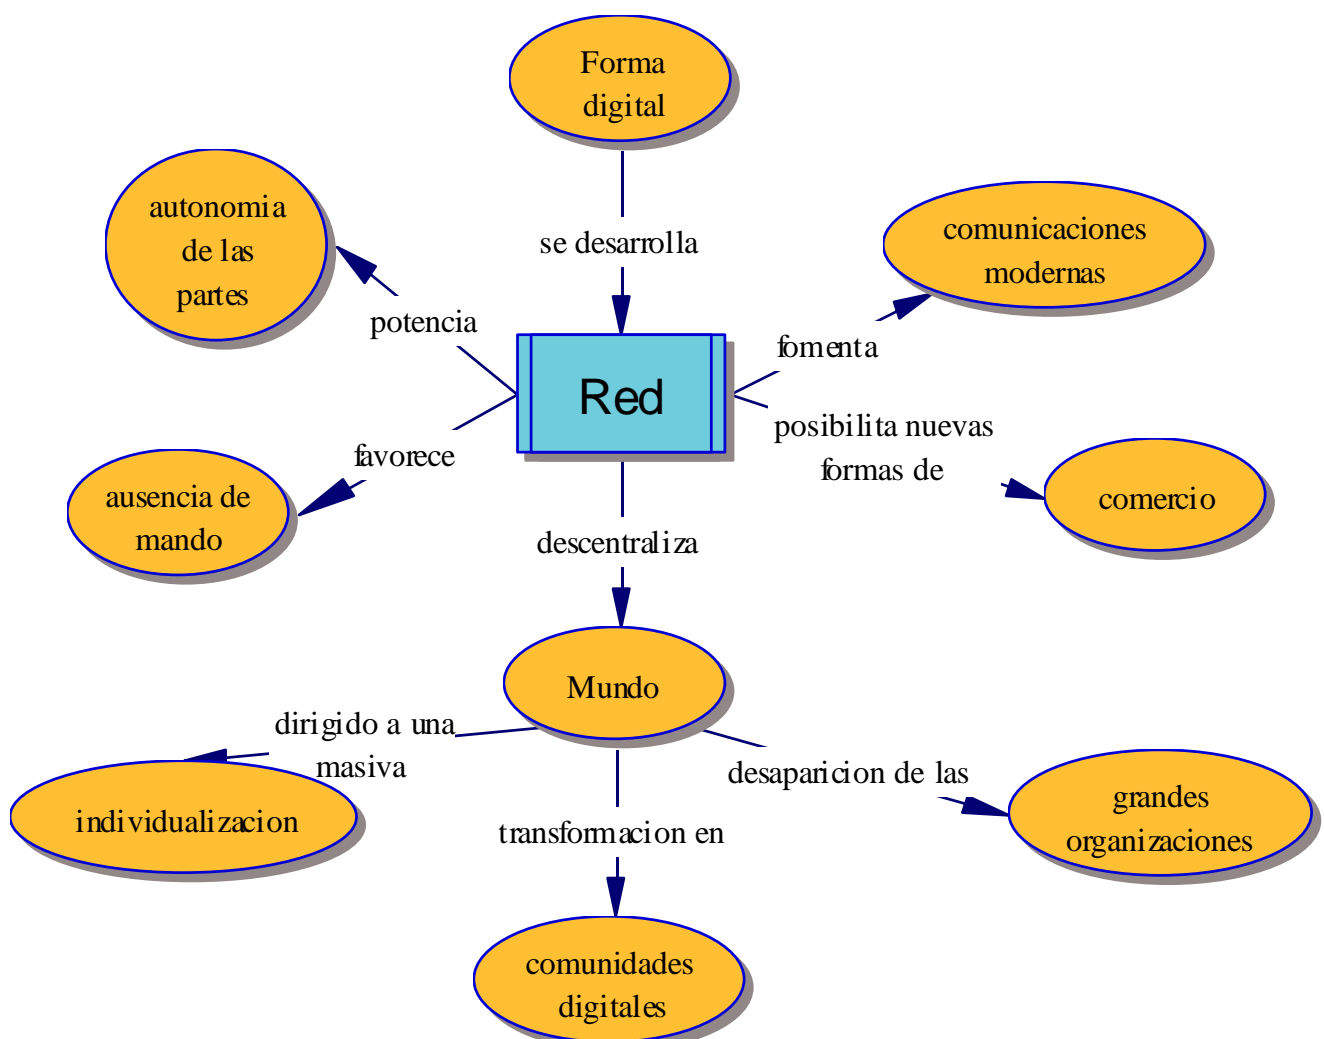 Forma
digital
se desarrolla
autonomia
de las
partes
potencia
comunicaciones
modernas
fomenta
Red
favorece
ausencia de
mando
posibilita nuevas
formas de
comercio
descentraliza
Mundo
dirigido a una
masiva
individualizacion
transformacion en
desaparicion de las
grandes
organizaciones
comunidades
digitales